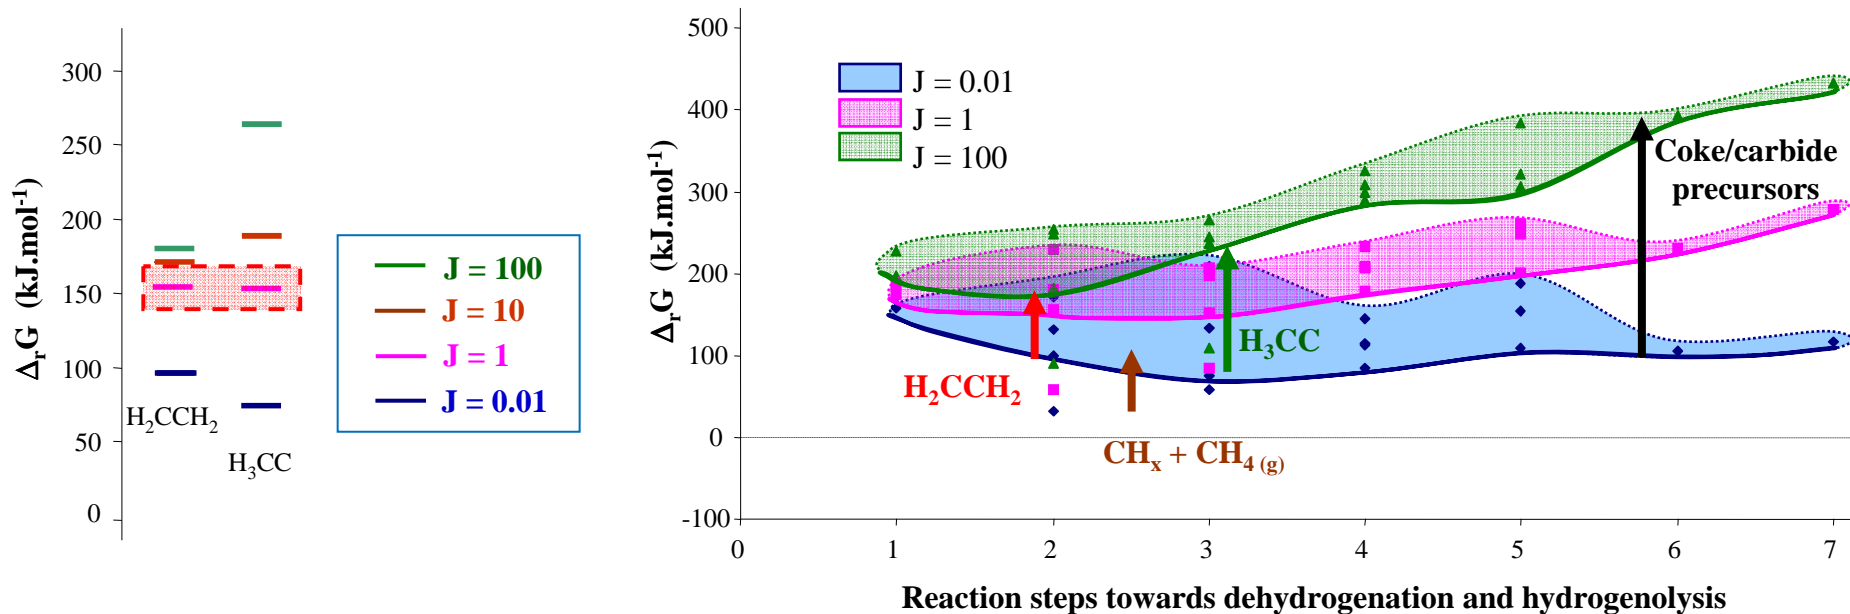 300
250
200
150
100
50
0
ΔrG (kJ.mol-1)
H2CCH2
H3CC
J = 100
J = 10
J = 1
J = 0.01
500
400
300
200
100
0
-100
ΔrG (kJ.mol-1)
J = 0.01
J = 1
J = 100
Coke/carbide
precursors
H3CC
H2CCH2
CHx + CH4 (g)
0 1 2 3 4 5 6 7
Reaction steps towards dehydrogenation and hydrogenolysis